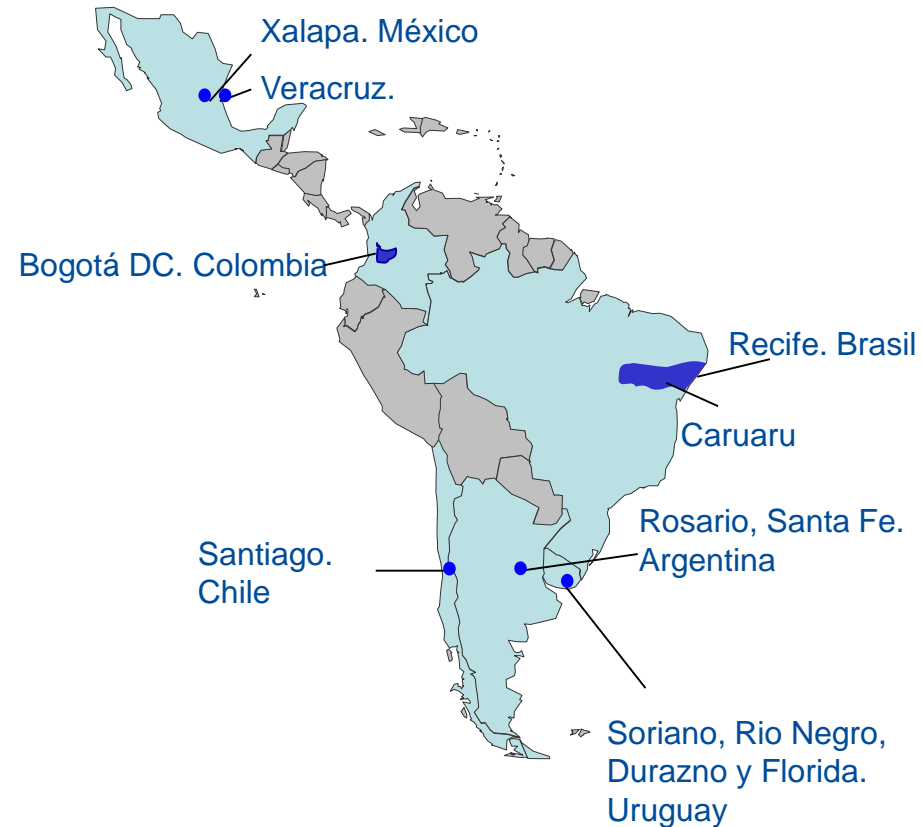 Xalapa. México
Veracruz.
Bogotá DC. Colombia
Recife. Brasil
Caruaru
Rosario, Santa Fe.
Argentina
Santiago.
Chile
Soriano, Rio Negro,
Durazno y Florida.
Uruguay